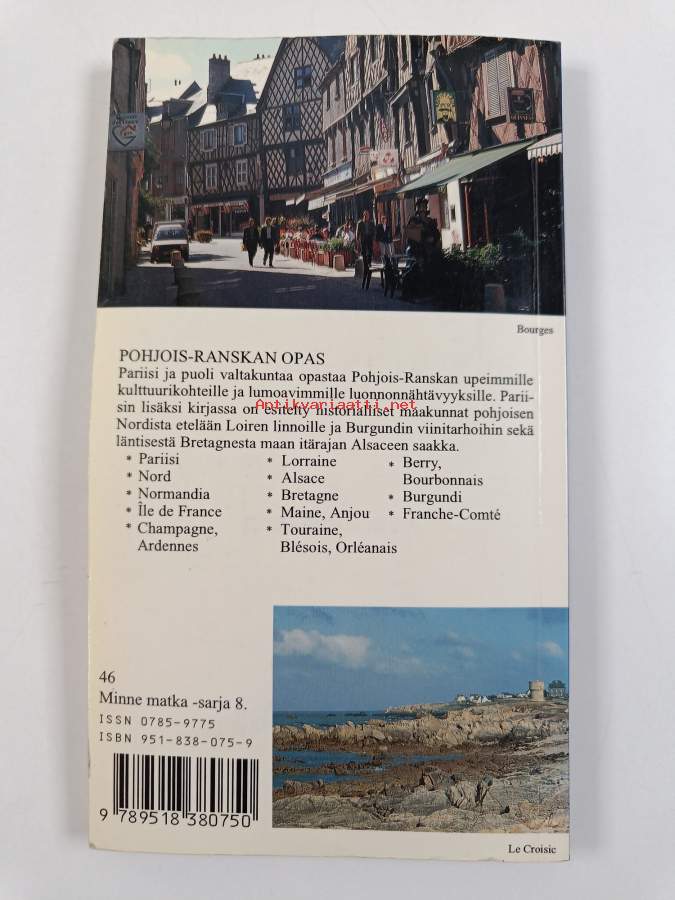 GUINNESS
Bourges
POHJOIS-RANSKAN OPAS
Pariisi ja puoli valtakuntaa opastaa Pohjois-Ranskan upeimmille
kulttuurikohteille ja lumoavimmille luonnonnähtävyyksille. Parii-
sin lisäksi kirjassa on esitelty historialliset maakunnat pohjoisen
Antikvariaatti.net
Nordista etelään Loiren linnoille ja Burgundin viinitarhoihin sekä
läntisestä Bretagnesta maan itärajan Alsaceen saakka.
* Pariisi
* Nord
* Normandia
* Île de France
* Champagne,
Ardennes
* Lorraine
* Alsace
* Bretagne
* Maine, Anjou
* Touraine,
Blésois, Orléanais
* Berry,
Bourbonnais
* Burgundi
* Franche-Comté
46
Minne matka -sarja 8.
ISSN 0785-9775
ISBN 951-838-075-9
9 789518 380750
Le Croisic